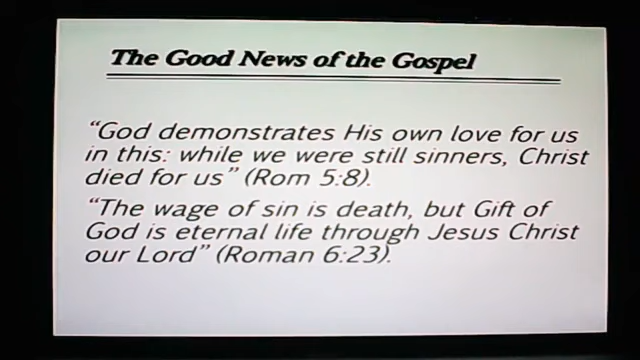 The Good News of the Gospel
“God demonstrates His own love for us
in this: while we were still sinners, Christ
died for us” (Rom 5:8).
“The wage of sin is death, but Gift of
God is eternal life through Jesus Christ
our Lord” (Roman 6:23).